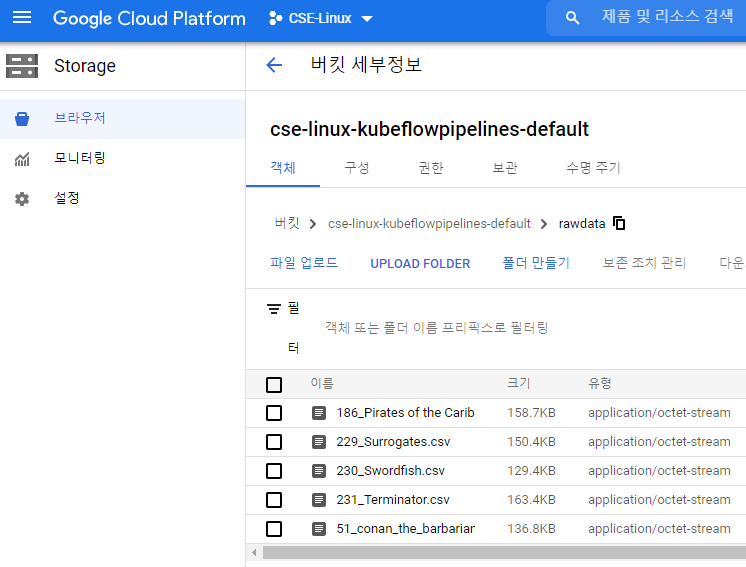 Google Cloud Platform CSE-Linux 제품 및 리소스 검색
Storage
브라우저
모니터링
설정
버킷 세부정보
cse-linux-kubeflowpipelines-default
객체 구성 권한 보관 수명 주기
버킷 cse-linux-kubeflowpipelines-default rawdata
파일 업로드 UPLOAD FOLDER 폴더 만들기 보존 조치 관리 다운
필
터
객체 또는 폴더 이름 프리픽스로 필터링
이름 크기 유형
186_Pirates of the Carib 158.7KB application/octet-stream
229_Surrogates.csv 150.4KB application/octet-stream
230_Swordfish.csv 129.4KB application/octet-stream
231_Terminator.csv 163.4KB application/octet-stream
51_conan_the_barbarian 136.8KB application/octet-stream